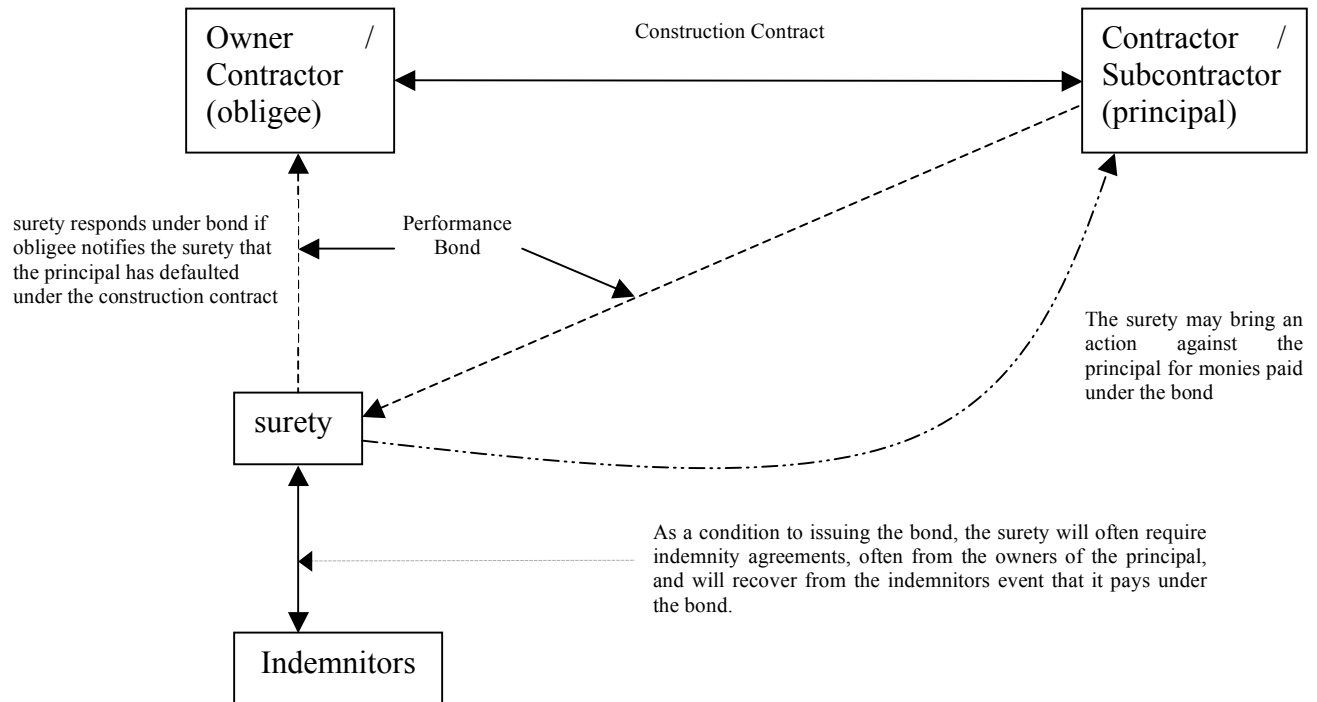 Owner /
Contractor
(obligee)
Construction Contract
Contractor /
Subcontractor
(principal)
surety responds under bond if
obligee notifies the surety that
the principal has defaulted
under the construction contract
Performance
Bond
The surety may bring an
action against the
principal for monies paid
under the bond
surety
As a condition to issuing the bond, the surety will often require
indemnity agreements, often from the owners of the principal,
and will recover from the indemnitors event that it pays under
the bond.
Indemnitors